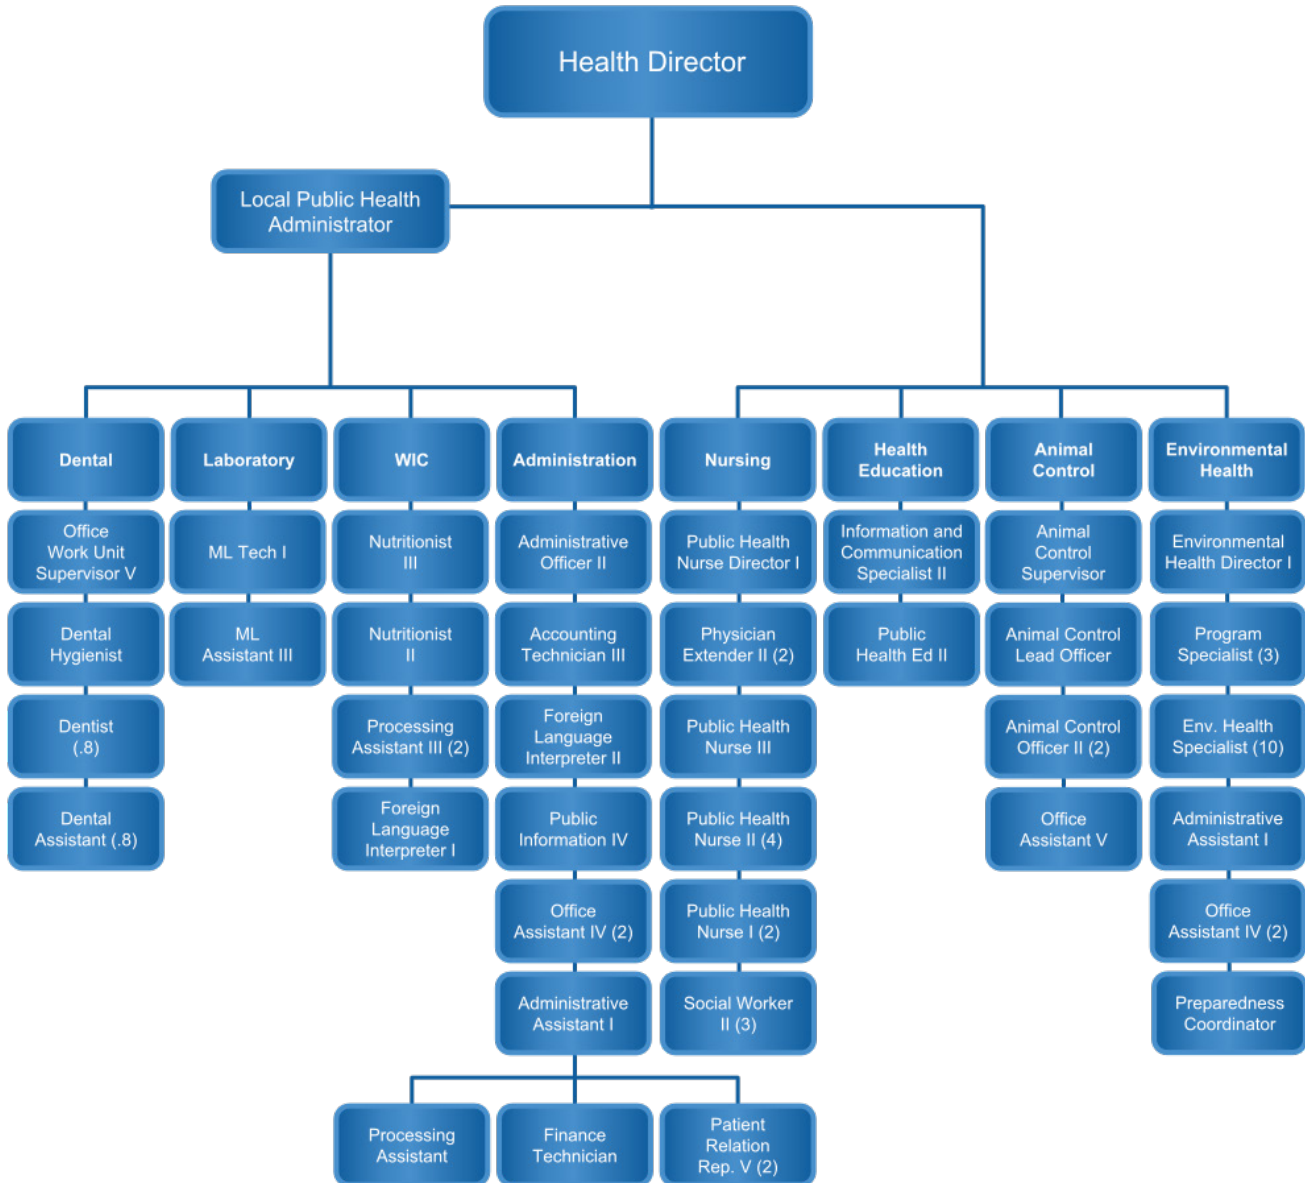 Health Director
Local Public Health
Administrator
Dental
Laboratory
WIC
Administration
Nursing
Health
Education
Animal
Control
Environmental
Health
Office
Work Unit
Supervisor V
ML Tech I
Nutritionist
III
Administrative
Officer II
Public Health
Nurse Director I
Information and
Communication
Specialist II
Animal
Control
Supervisor
Environmental
Health Director I
Dental
Hygienist
ML
Assistant III
Nutritionist
II
Accounting
Technician III
Physician
Extender II (2)
Public
Health Ed II
Animal Control
Lead Officer
Program
Specialist (3)
Dentist
(.8)
Processing
Assistant III (2)
Foreign
Language
Interpreter II
Public Health
Nurse III
Animal Control
Officer II (2)
Env. Health
Specialist (10)
Dental
Assistant (.8)
Foreign
Language
Interpreter I
Public
Information IV
Public Health
Nurse II (4)
Office
Assistant V
Administrative
Assistant I
Office
Assistant IV (2)
Public Health
Nurse I (2)
Office
Assistant IV (2)
Administrative
Assistant I
Social Worker
II (3)
Preparedness
Coordinator
Processing
Assistant
Finance
Technician
Patient
Relation
Rep. V (2)